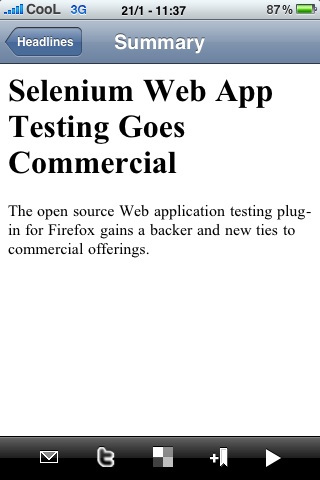 CooL 3G 21/1 - 11:37 87%
Headlines Summary
Selenium Web App
Testing Goes
Commercial
The open source Web application testing plug-
in for Firefox gains a backer and new ties to
commercial offerings.